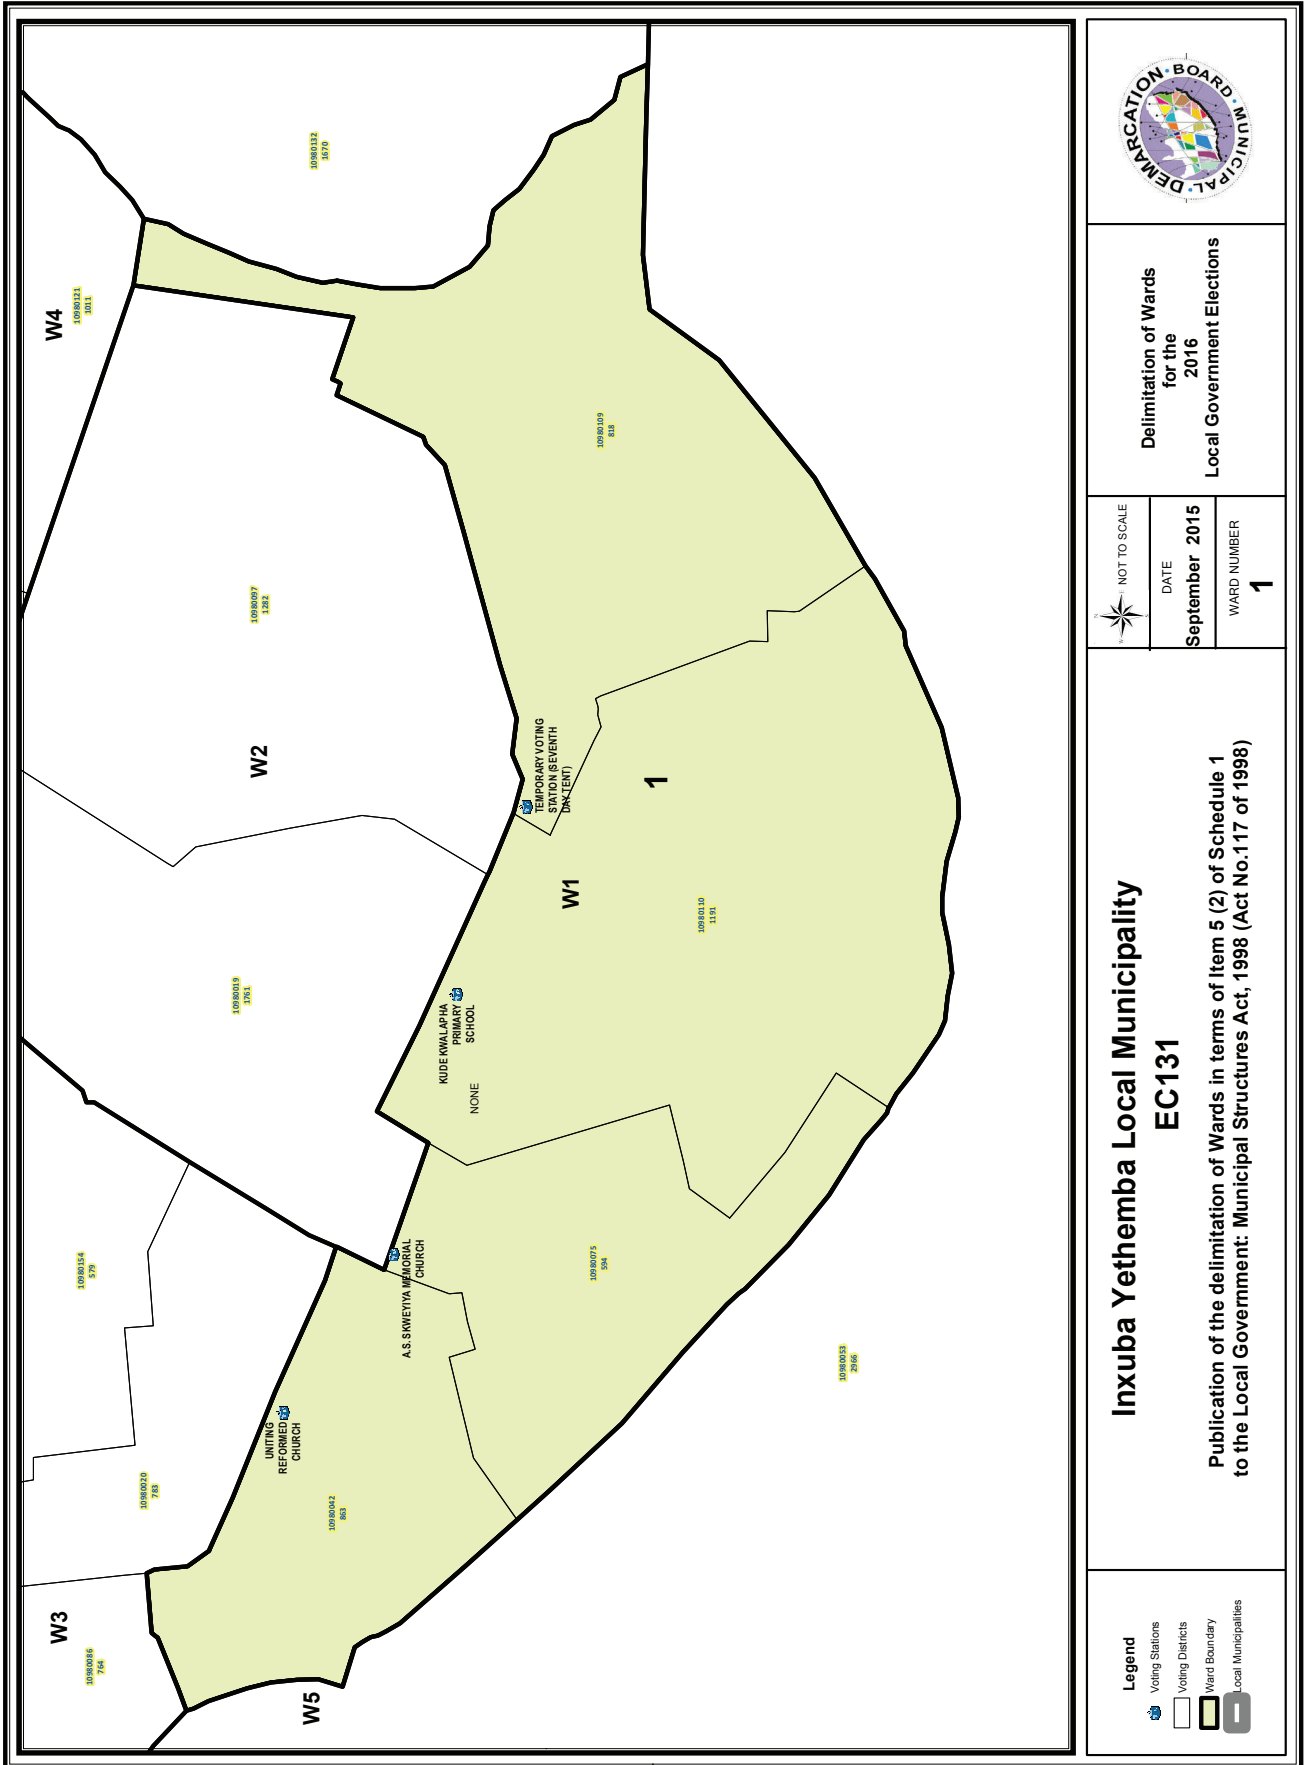 W4
10980121
1011
10980132
1670
10980097
1282
W2
10980019
1761
10980154
579
10980020
783
W3
10980086
764
W5
10980109
818
TEMPORARY VOTING
STATION (SEVENTH
DAY TENT)
1
W1
10980110
1191
KUDE KWALAPHA
PRIMARY
SCHOOL
NONE
A.S. SKWEYIYA MEMORIAL
CHURCH
10980075
594
UNITING
REFORMED
CHURCH
10980042
863
10980053
2966
Legend
Voting Stations
Voting Districts
Ward Boundary
Local Municipalities
Inxuba Yethemba Local Municipality
EC131
Publication of the delimitation of Wards in terms of Item 5 (2) of Schedule 1
to the Local Government: Municipal Structures Act, 1998 (Act No.117 of 1998)
NOT TO SCALE
DATE
September 2015
WARD NUMBER
1
Delimitation of Wards
for the
2016
Local Government Elections
MUNICIPAL DEMARCATION BOARD